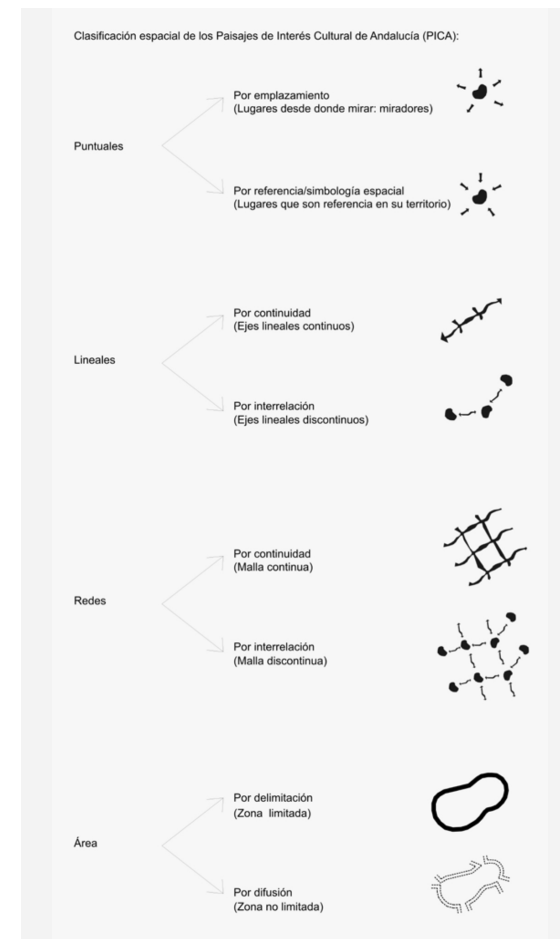 Clasificación espacial de los Paisajes de Interés Cultural de Andalucía (PICA):
Puntuales
Por emplazamiento
(Lugares desde donde mirar: miradores)
Por referencia/simbología espacial
(Lugares que son referencia en su territorio)
Lineales
Por continuidad
(Ejes lineales continuos)
Por interrelación
(Ejes lineales discontinuos)
Redes
Por continuidad
(Malla continua)
Por interrelación
(Malla discontinua)
Área
Por delimitación
(Zona limitada)
Por difusión
(Zona no limitada)